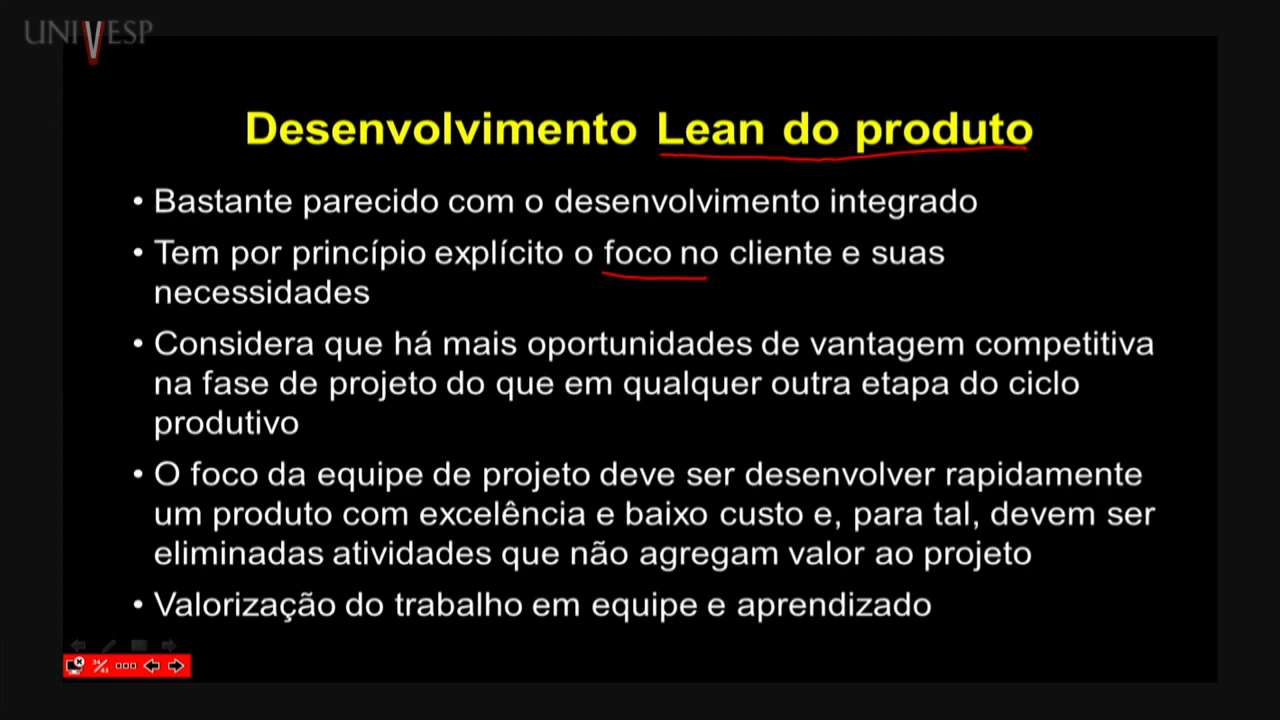 UNIVESP
Desenvolvimento Lean do produto
• Bastante parecido com o desenvolvimento integrado
• Tem por princípio explícito o foco no cliente e suas
necessidades
• Considera que há mais oportunidades de vantagem competitiva
na fase de projeto do que em qualquer outra etapa do ciclo
produtivo
• O foco da equipe de projeto deve ser desenvolver rapidamente
um produto com excelência e baixo custo e, para tal, devem ser
eliminadas atividades que não agregam valor ao projeto
• Valorização do trabalho em equipe e aprendizado